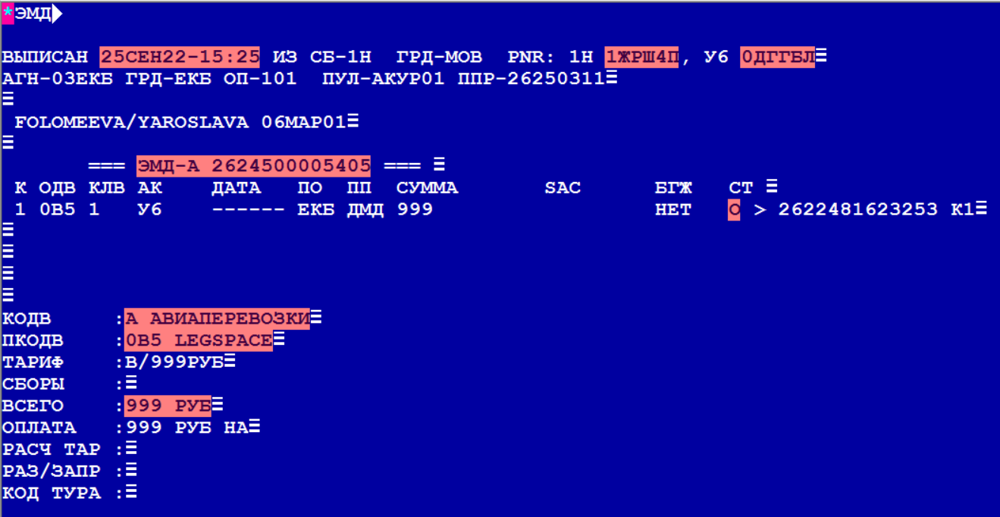 *ЭМД
ВЫПИСАН 25СЕН22-15:25 ИЗ СБ-1Н ГРД-МОВ PNR: 1Н 1ЖРШ4П, У6 0ДГТБЛ
АГН-03ЕКБ ГРД-ЕКБ ОП-101 ПУЛ-АКУР01 ППР-26250311
FOLOMEEVA/YAROSLAVA 06МАР01
=== ЭМД-А 2624500005405 ===
К ОДВ КЛВ АК ДАТА ПО ПП СУММА SAC БГЖ СТ
1 0B5 1 У6 ------ ЕКБ ДМД 999 НЕТ О > 2622481623253 К1
КОДВ :А АВИАПЕРЕВОЗКИ
ПКОДВ :0B5 LEGSPACE
ТАРИФ :В/999РУБ
СБОРЫ :
ВСЕГО :999 РУБ
ОПЛАТА :999 РУБ НА
РАСЧ ТАР :
РАЗ/ЗАПР :
КОД ТУРА :